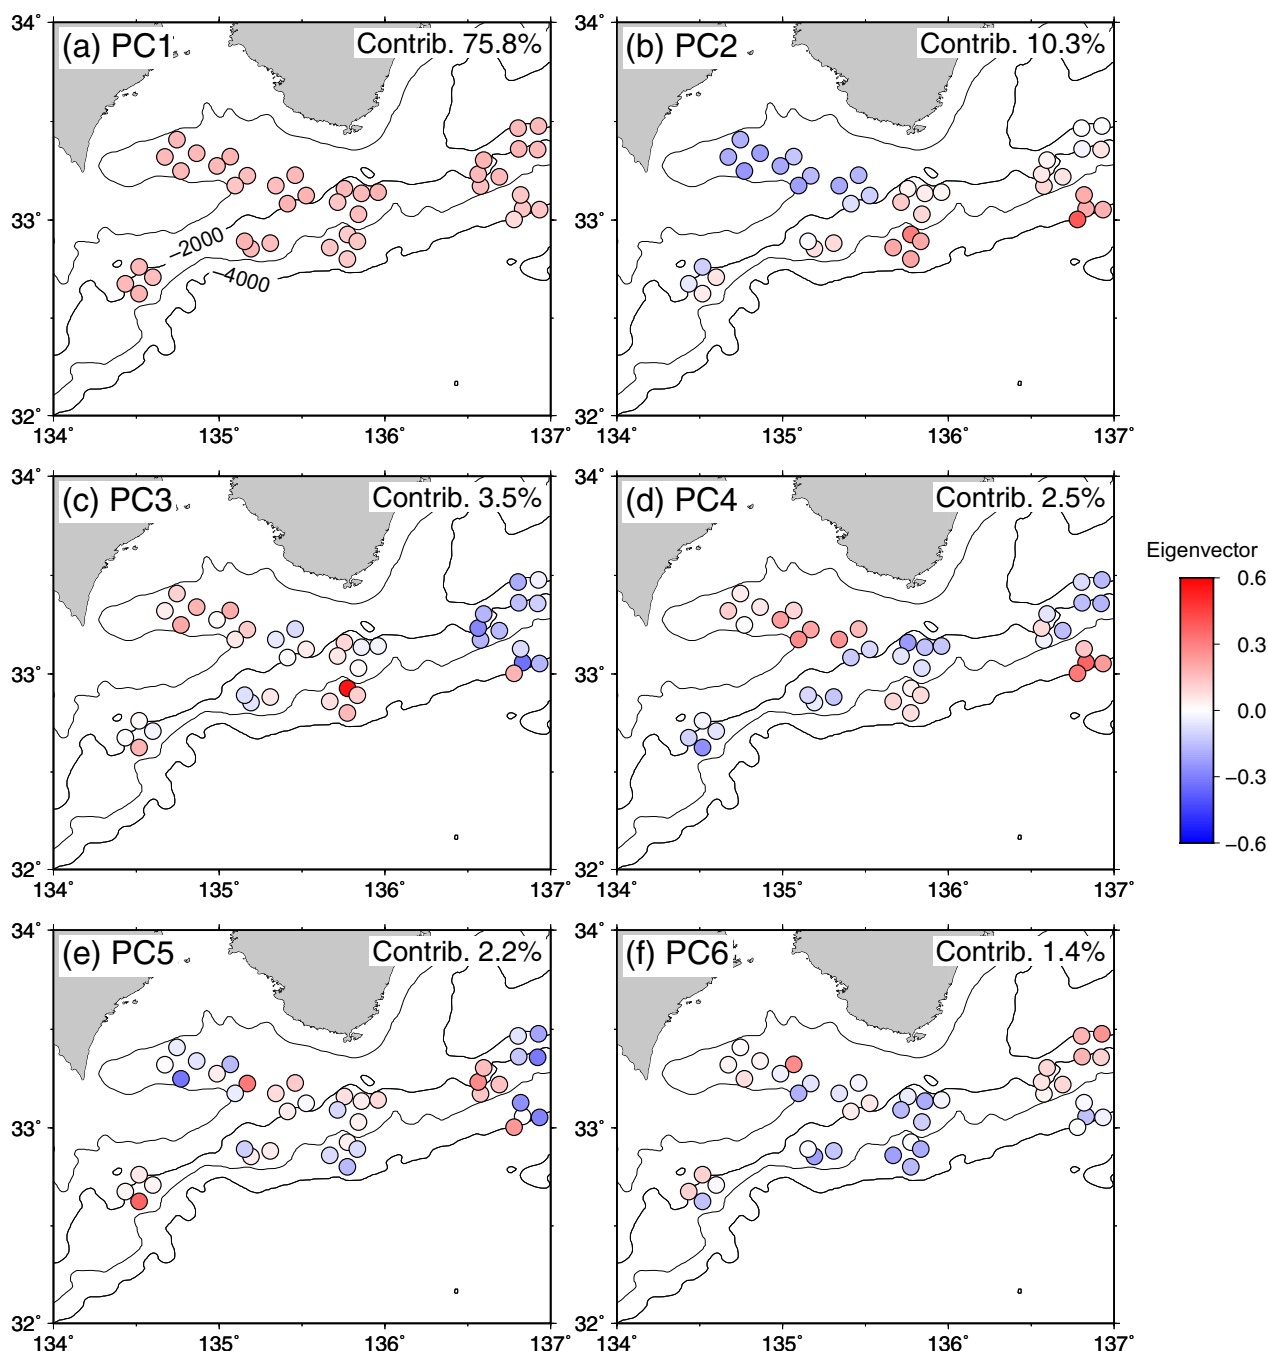 (a) PC1
Contrib. 75.8%
34˚
33˚
32˚
−2000
−4000
134˚ 135˚ 136˚ 137˚
(b) PC2
Contrib. 10.3%
34˚
33˚
32˚
134˚ 135˚ 136˚ 137˚
(c) PC3
Contrib. 3.5%
34˚
33˚
32˚
134˚ 135˚ 136˚ 137˚
(d) PC4
Contrib. 2.5%
34˚
33˚
32˚
134˚ 135˚ 136˚ 137˚
Eigenvector
0.6
0.3
0.0
−0.3
−0.6
(e) PC5
Contrib. 2.2%
34˚
33˚
32˚
134˚ 135˚ 136˚ 137˚
(f) PC6
Contrib. 1.4%
34˚
33˚
32˚
134˚ 135˚ 136˚ 137˚